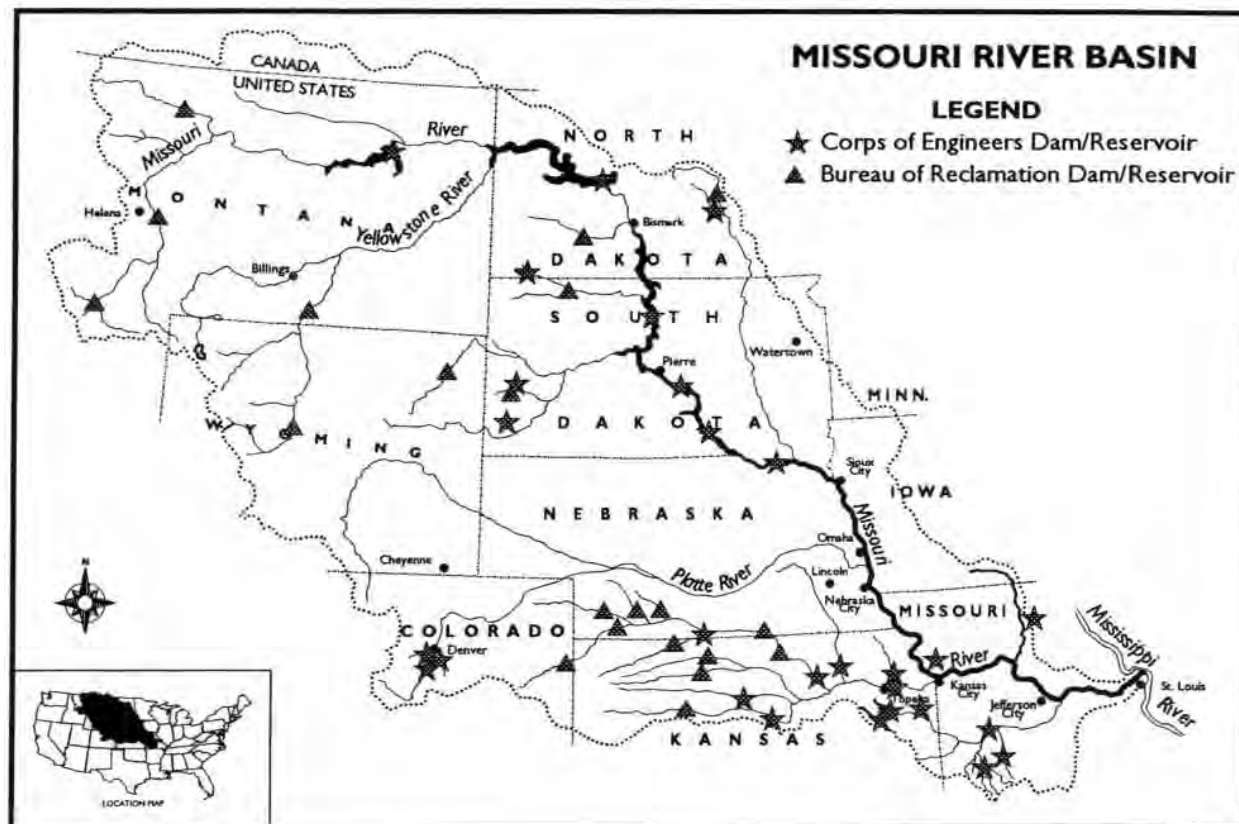 MISSOURI RIVER BASIN
LEGEND
Corps of Engineers Dam/Reservoir
Bureau of Reclamation Dam/Reservoir
CANADA
UNITED STATES
Missouri
River
NORTH
MONTANA
Helena
Yellowstone River
Bismark
DAKOTA
Billings
SOUTH
Watertown
Pierre
MINN.
WYOMING
DAKOTA
Sioux
City
IOWA
NEBRASKA
Missouri
Omaha
Cheyenne
Platte River
Lincoln
Nebraska
City
MISSOURI
COLORADO
Denver
Mississippi
River
River
Kansas
City
St. Louis
Topeka
Jefferson
City
KANSAS
N
LOCATION MAP